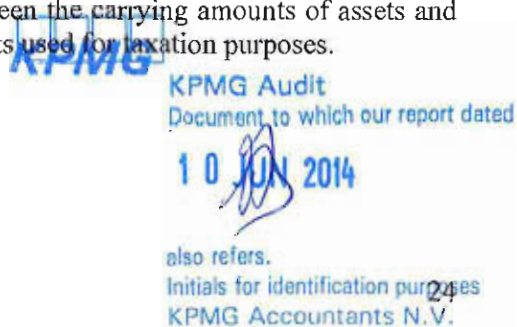 een the carrying amounts of assets and
ts used for taxation purposes.
KPMG
KPMG Audit
Document to which our report dated
10 JUN 2014
also refers.
Initials for identification purposes
24
KPMG Accountants N.V.